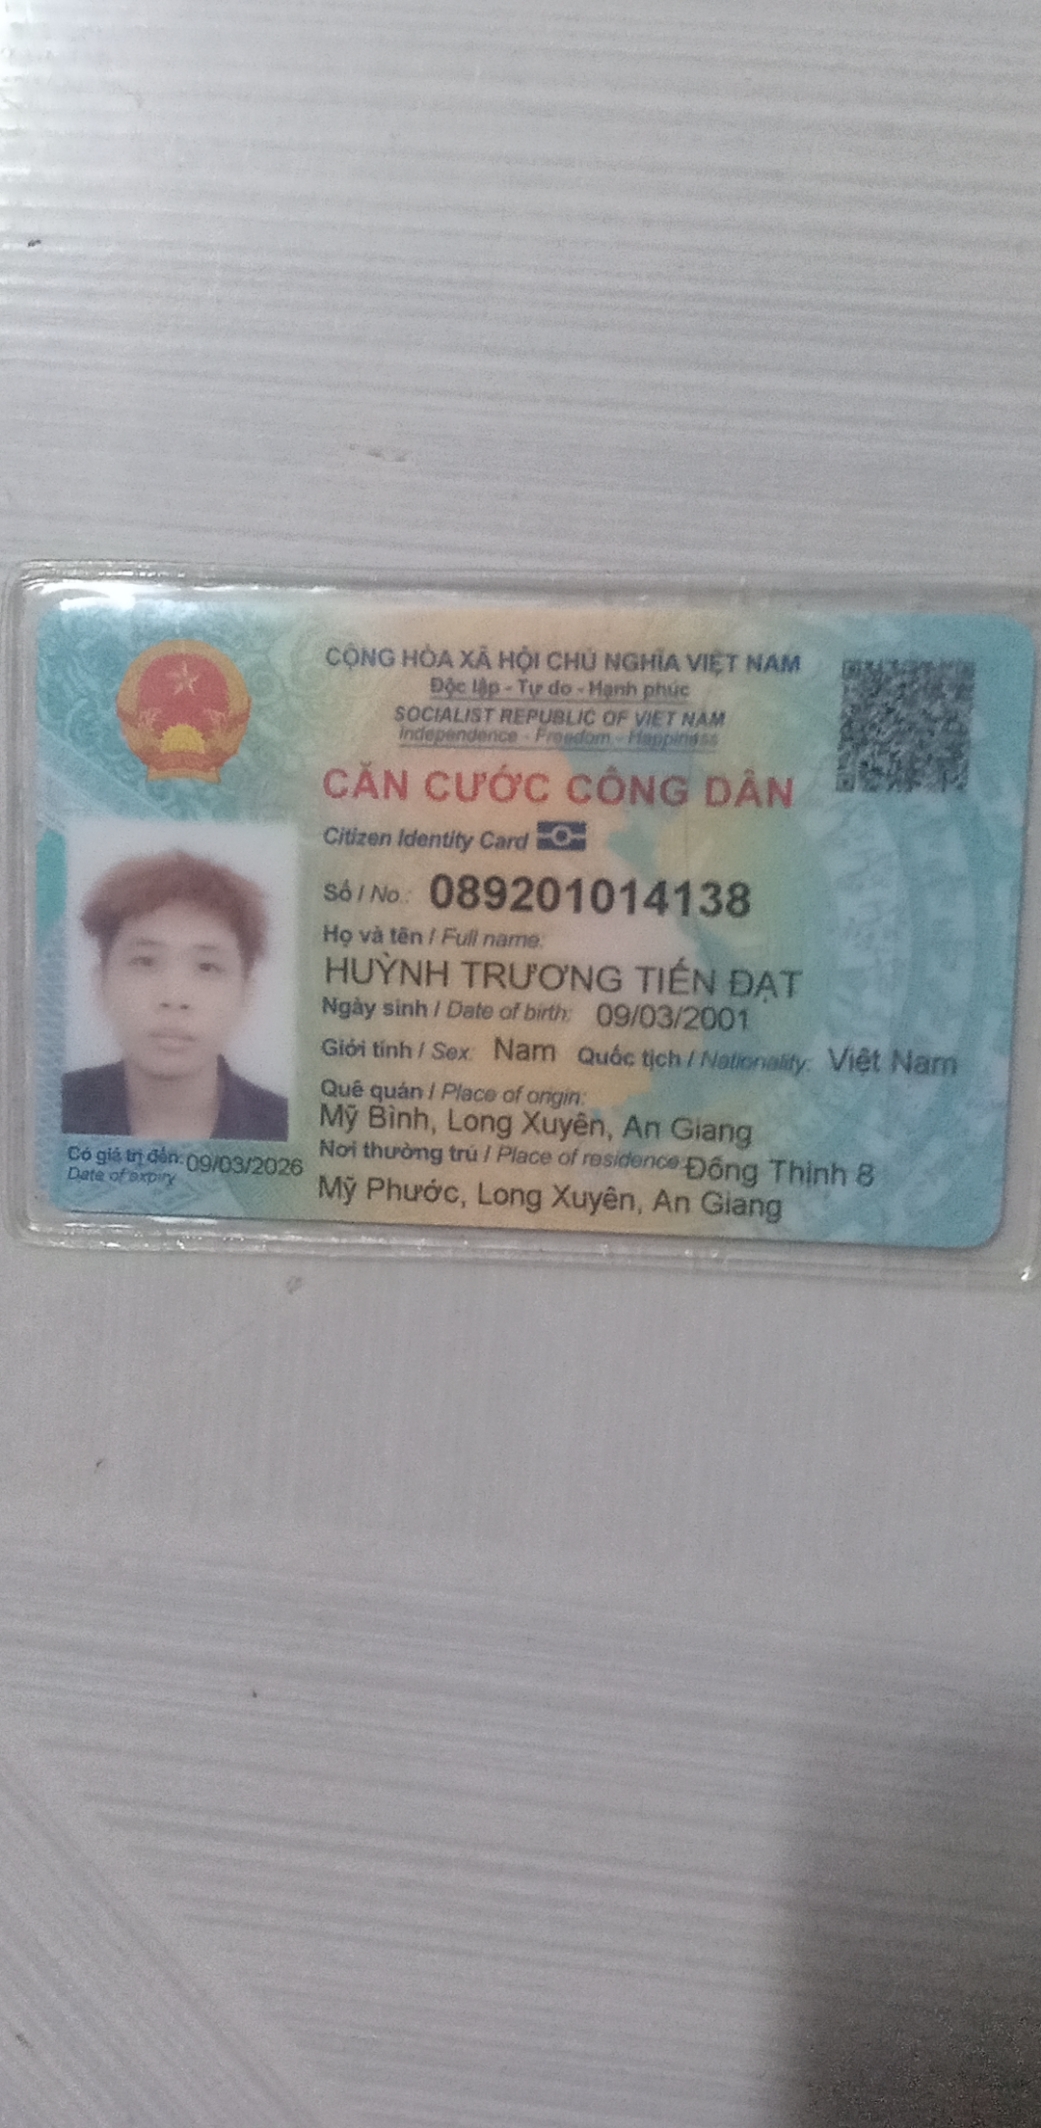 CỘNG HÒA XÃ HỘI CHỦ NGHĨA VIỆT NAM
Độc lập - Tự do - Hạnh phúc
SOCIALIST REPUBLIC OF VIET NAM
Independence - Freedom - Happiness
CĂN CƯỚC CÔNG DÂN
Citizen Identity Card
Số / No.: 089201014138
Họ và tên / Full name:
HUỲNH TRƯƠNG TIẾN ĐẠT
Ngày sinh / Date of birth: 09/03/2001
Giới tính / Sex: Nam Quốc tịch / Nationality: Việt Nam
Quê quán / Place of origin:
Mỹ Bình, Long Xuyên, An Giang
Nơi thường trú / Place of residence: Đông Thịnh 8
Mỹ Phước, Long Xuyên, An Giang
Có giá trị đến: 09/03/2026
Date of expiry